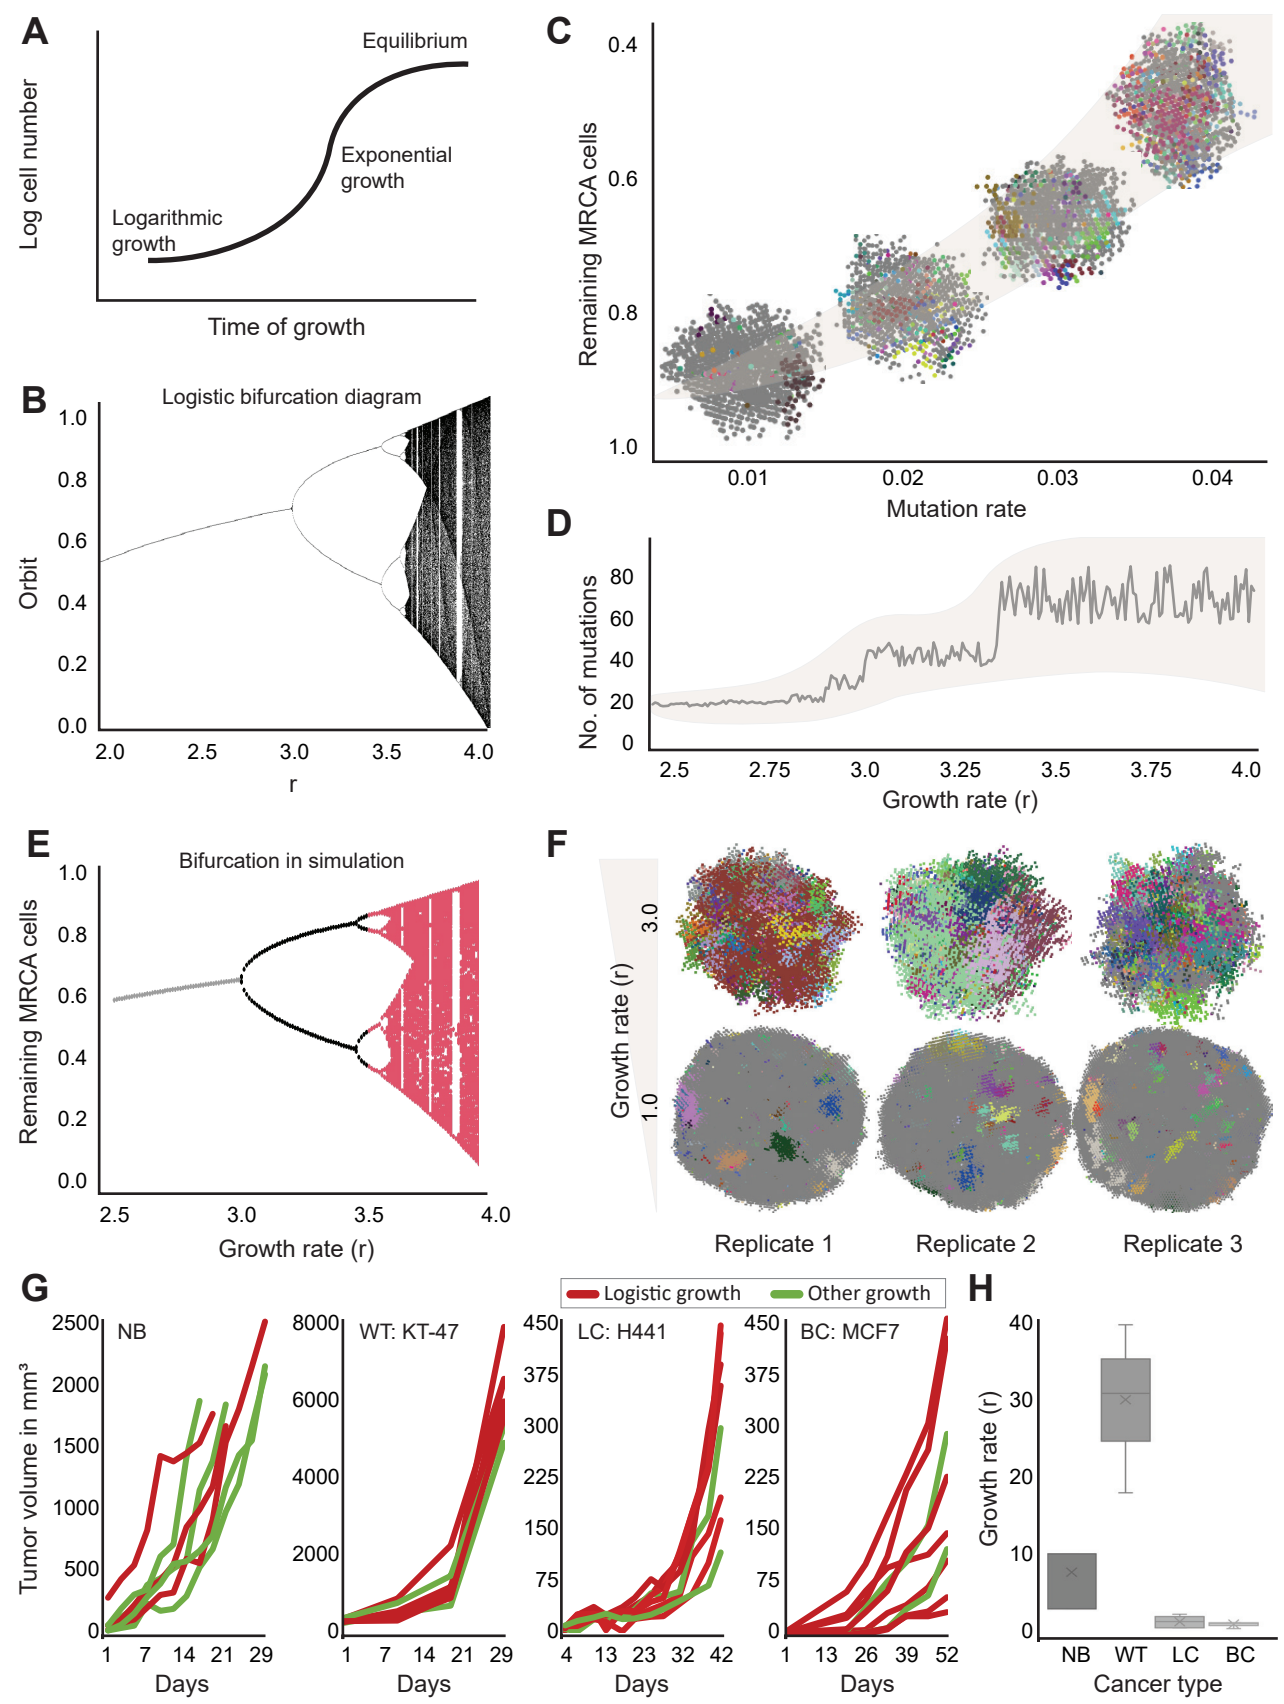 A
Log cell number
Equilibrium
Exponential
growth
Logarithmic
growth
Time of growth
B
Logistic bifurcation diagram
Orbit
1.0
0.8
0.6
0.4
0.2
0.0
2.0 2.5 3.0 3.5 4.0
r
C
Remaining MRCA cells
0.4
0.6
0.8
1.0
0.01 0.02 0.03 0.04
Mutation rate
D
No. of mutations
80
60
40
20
0
2.5 2.75 3.0 3.25 3.5 3.75 4.0
Growth rate (r)
E
Bifurcation in simulation
Remaining MRCA cells
1.0
0.8
0.6
0.4
0.2
0.0
2.5 3.0 3.5 4.0
Growth rate (r)
F
Growth rate (r)
3.0
1.0
Replicate 1 Replicate 2 Replicate 3
G
Logistic growth Other growth
Tumor volume in mm³
NB
2500
2000
1500
1000
500
0
1 7 14 21 29
Days
WT: KT-47
8000
6000
4000
2000
0
1 7 14 21 29
Days
LC: H441
450
375
300
225
150
75
0
4 13 23 32 42
Days
BC: MCF7
450
375
300
225
150
75
0
1 13 26 39 52
Days
H
Growth rate (r)
40
30
20
10
0
NB WT LC BC
Cancer type